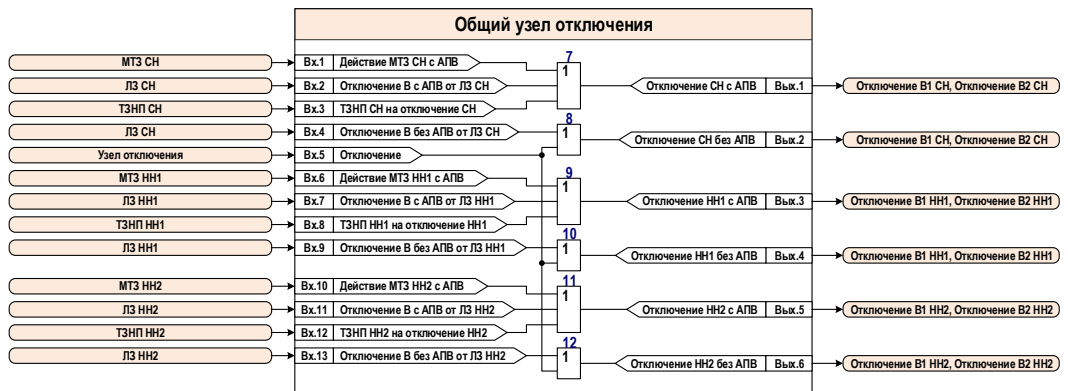 Общий узел отключения
7
МТЗ СН Вх.1 Действие МТЗ СН с АПВ 1
ЛЗ СН Вх.2 Отключение В с АПВ от ЛЗ СН Отключение СН с АПВ Вых.1 Отключение В1 СН, Отключение В2 СН
ТЗНП СН Вх.3 ТЗНП СН на отключение СН
8
ЛЗ СН Вх.4 Отключение В без АПВ от ЛЗ СН 1 Отключение СН без АПВ Вых.2 Отключение В1 СН, Отключение В2 СН
Узел отключения Вх.5 Отключение
9
МТЗ НН1 Вх.6 Действие МТЗ НН1 с АПВ 1
ЛЗ НН1 Вх.7 Отключение В с АПВ от ЛЗ НН1 Отключение НН1 с АПВ Вых.3 Отключение В1 НН1, Отключение В2 НН1
ТЗНП НН1 Вх.8 ТЗНП НН1 на отключение НН1
10
ЛЗ НН1 Вх.9 Отключение В без АПВ от ЛЗ НН1 1 Отключение НН1 без АПВ Вых.4 Отключение В1 НН1, Отключение В2 НН1
11
МТЗ НН2 Вх.10 Действие МТЗ НН2 с АПВ 1
ЛЗ НН2 Вх.11 Отключение В с АПВ от ЛЗ НН2 Отключение НН2 с АПВ Вых.5 Отключение В1 НН2, Отключение В2 НН2
ТЗНП НН2 Вх.12 ТЗНП НН2 на отключение НН2
12
ЛЗ НН2 Вх.13 Отключение В без АПВ от ЛЗ НН2 1 Отключение НН2 без АПВ Вых.6 Отключение В1 НН2, Отключение В2 НН2